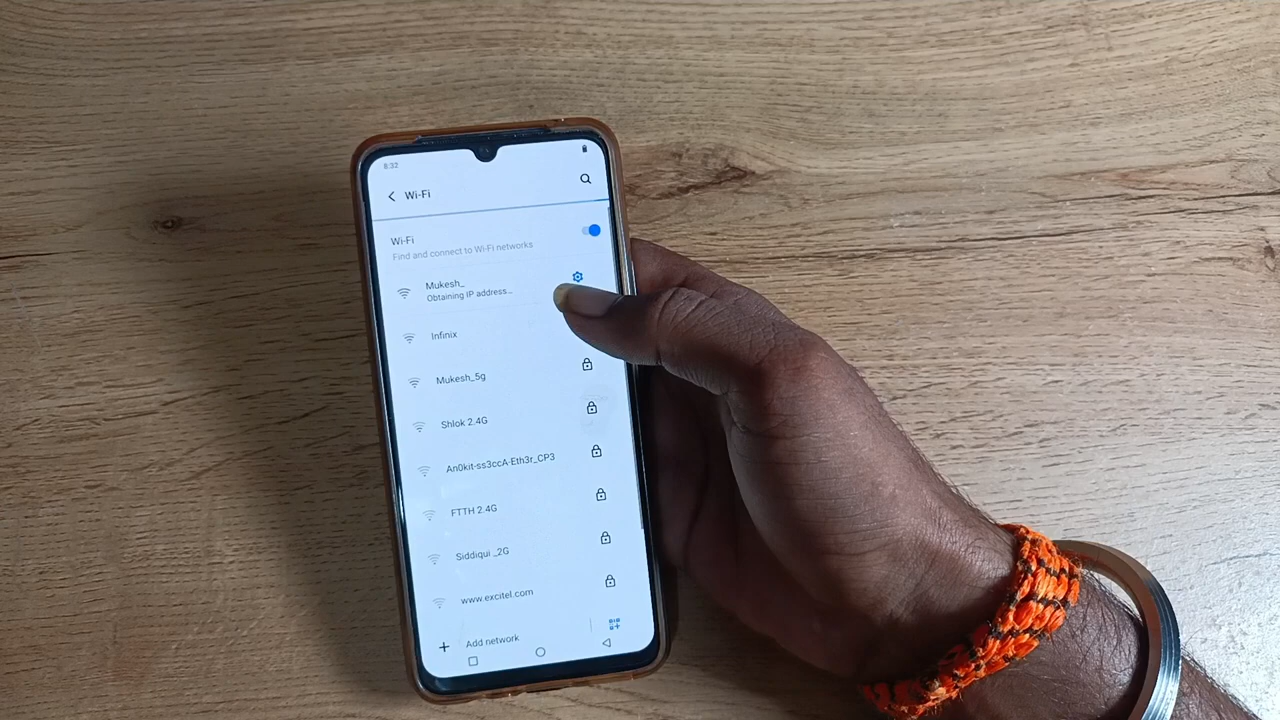 8:32
Wi-Fi
Wi-Fi
Find and connect to Wi-Fi networks
Mukesh_
Obtaining IP address_
Infinix
Mukesh_5g
Shlok 2.4G
An0kit-ss3ccA-Eth3r_CP3
FTTH 2.4G
Siddiqui _2G
www.excitel.com
Add network